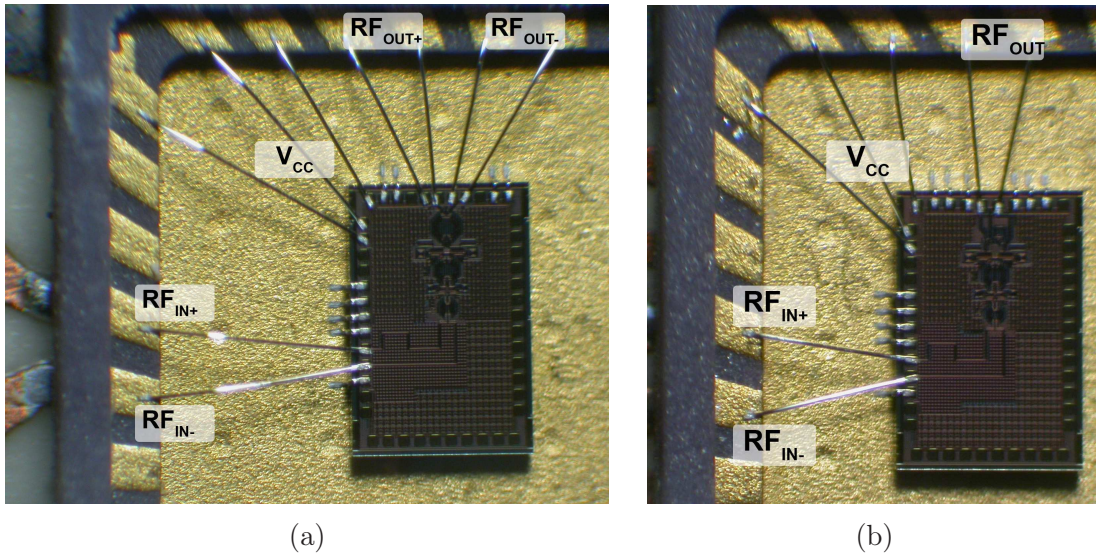 RF_OUT+ RF_OUT-
V_CC
RF_IN+
RF_IN-
(a)
RF_OUT
V_CC
RF_IN+
RF_IN-
(b)